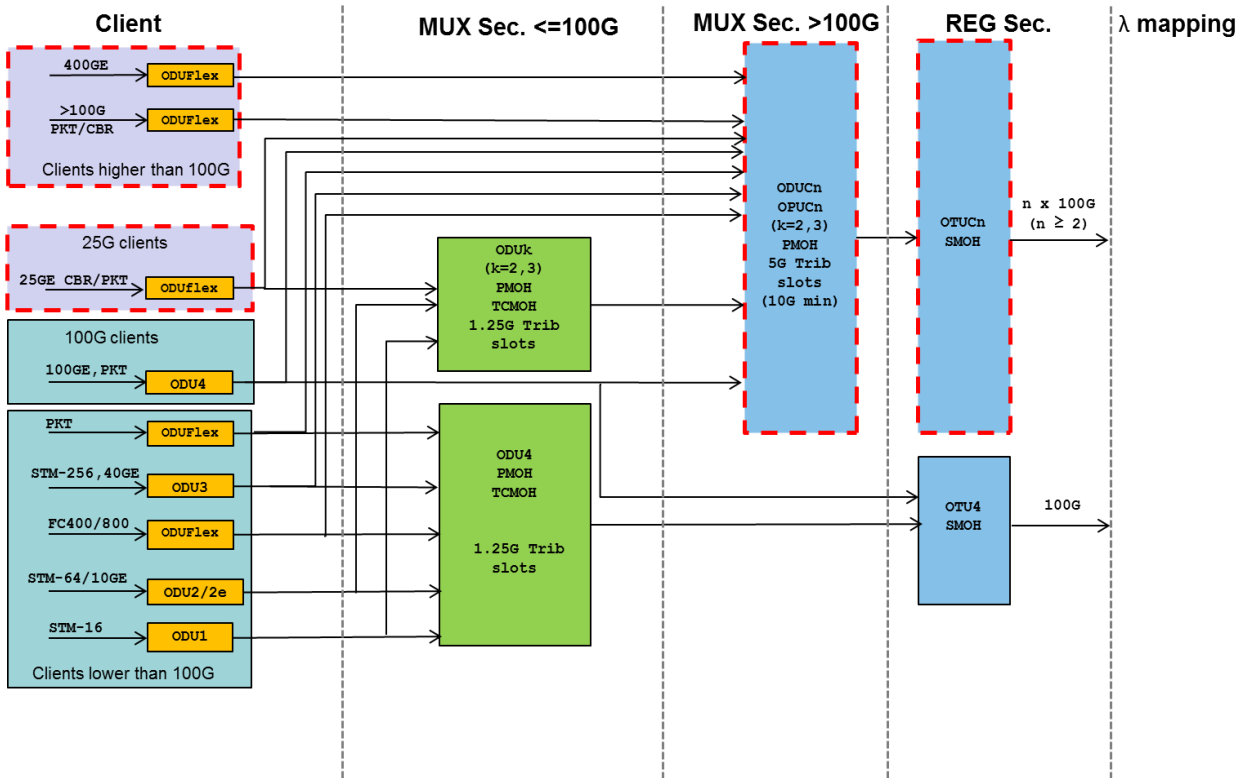 Client
MUX Sec. <=100G
MUX Sec. >100G
REG Sec.
λ mapping
400GE
ODUFlex
>100G
PKT/CBR
ODUFlex
Clients higher than 100G
25G clients
25GE CBR/PKT
ODUflex
100G clients
100GE,PKT
ODU4
PKT
ODUFlex
STM-256,40GE
ODU3
FC400/800
ODUFlex
STM-64/10GE
ODU2/2e
STM-16
ODU1
Clients lower than 100G
ODUk
(k=2,3)
PMOH
TCMOH
1.25G Trib
slots
ODU4
PMOH
TCMOH
1.25G Trib
slots
ODUCn
OPUCn
(k=2,3)
PMOH
5G Trib
slots
(10G min)
OTUCn
SMOH
n x 100G
(n ≥ 2)
OTU4
SMOH
100G